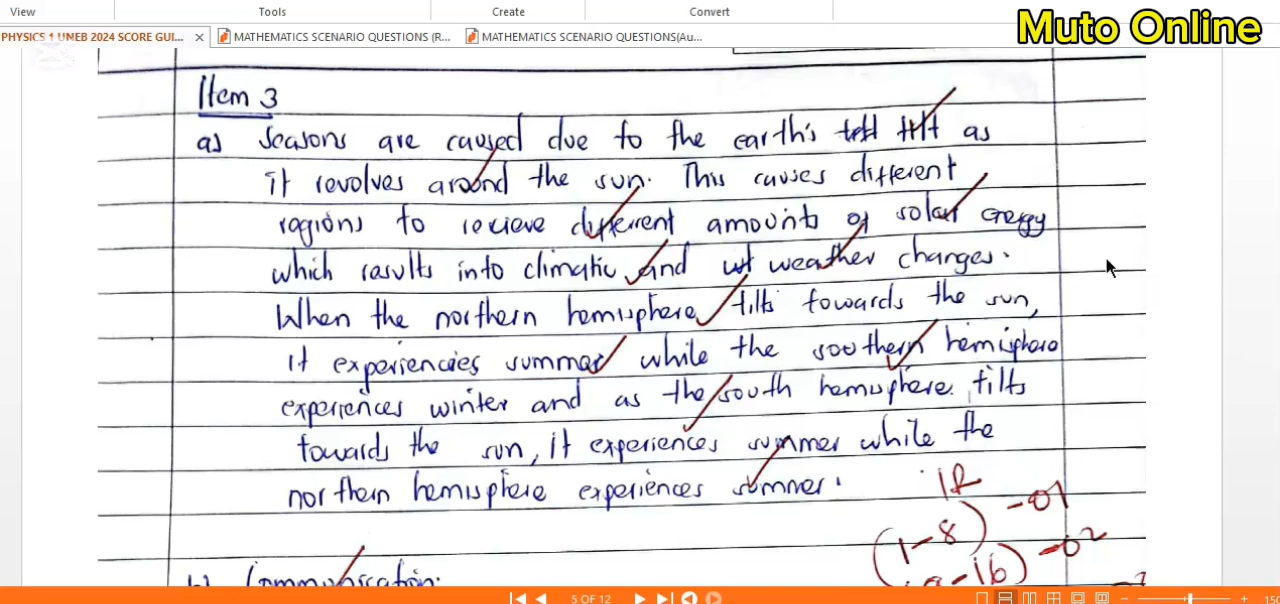 View Tools Create Convert
Muto Online
PHYSICS 1 UNEB 2024 SCORE GUI... × MATHEMATICS SCENARIO QUESTIONS (R... MATHEMATICS SCENARIO QUESTIONS(Au...
Item 3
a) Seasons are caused due to the earth's tilt as
it revolves around the sun. This causes different
ragions to recieve different amounts of solar energy
which results into climatic and weather changes.
When the northern hemisphere tilts towards the sun,
it experiencies summer while the southern hemisphere
experiences winter and as the south hemisphere tilts
towards the sun, it experiences summer while the
northern hemisphere experiences summer.
(1-8) -01
-16) -02
b) Communication.
5 OF 12